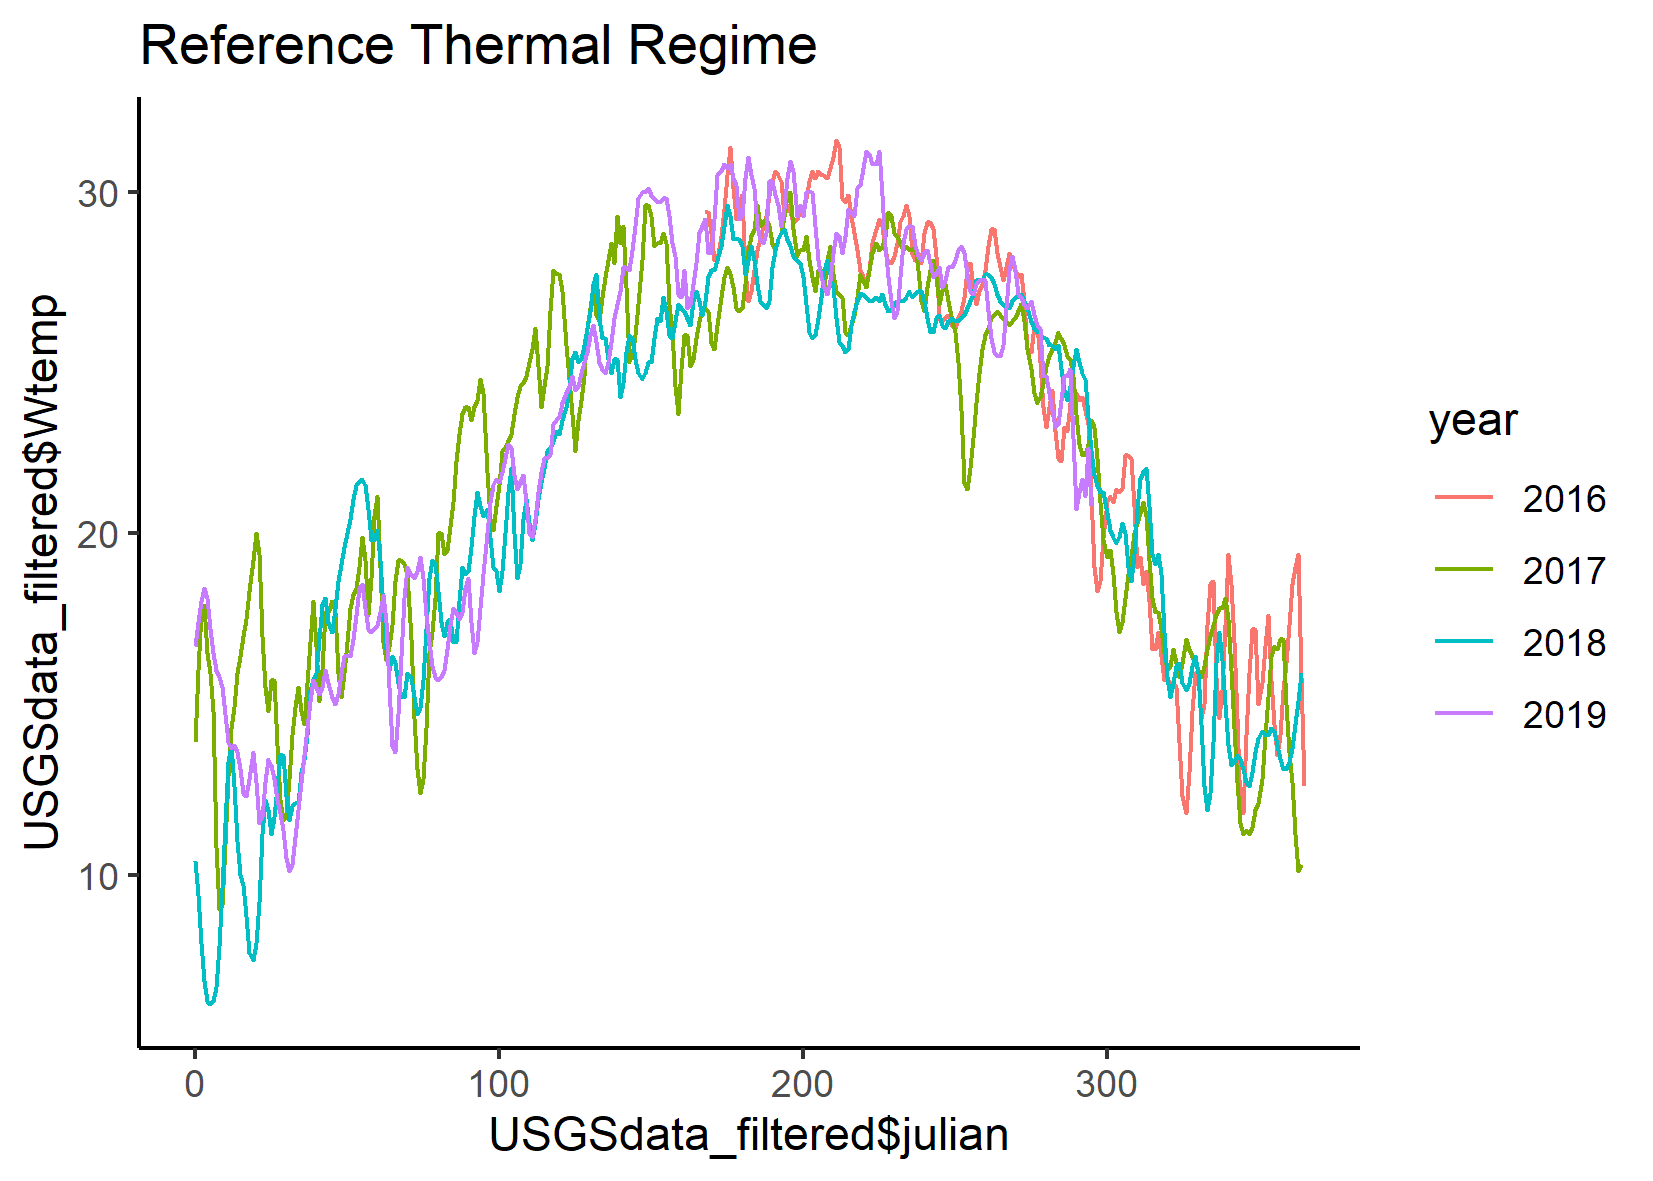 Reference Thermal Regime
USGSdata_filtered$Wtemp
30
20
10
0
100
200
300
USGSdata_filtered$julian
year
2016
2017
2018
2019